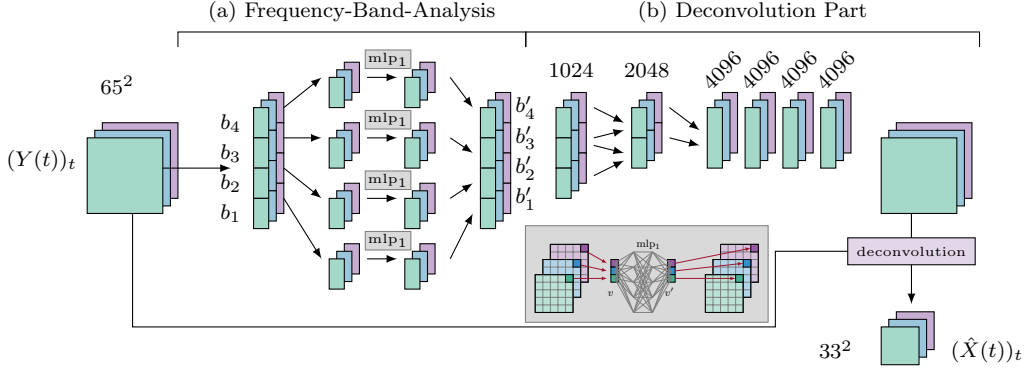 (a) Frequency-Band-Analysis
(b) Deconvolution Part
65²
(Y(t))ₜ
b₄
b₃
b₂
b₁
mlp₁
mlp₁
mlp₁
mlp₁
b′₄
b′₃
b′₂
b′₁
1024
2048
4096
4096
4096
4096
mlp₁
v
v′
deconvolution
33²
(X̂(t))ₜ